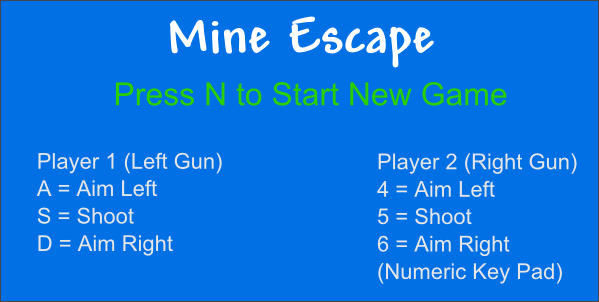 Mine Escape
Press N to Start New Game
Player 1 (Left Gun)
A = Aim Left
S = Shoot
D = Aim Right
Player 2 (Right Gun)
4 = Aim Left
5 = Shoot
6 = Aim Right
(Numeric Key Pad)